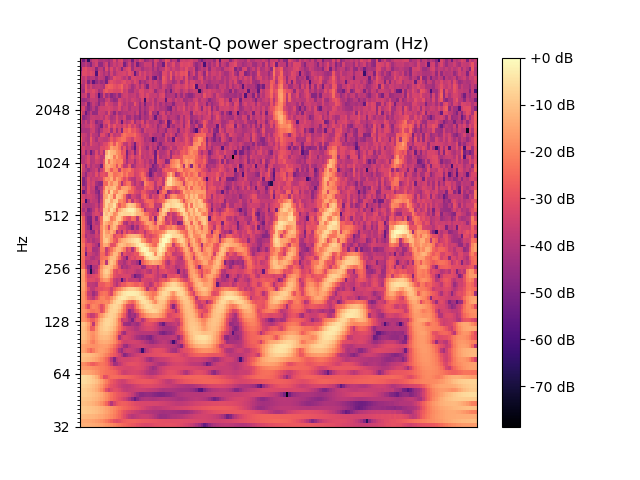 Constant-Q power spectrogram (Hz)
Hz
2048
1024
512
256
128
64
32
+0 dB
-10 dB
-20 dB
-30 dB
-40 dB
-50 dB
-60 dB
-70 dB